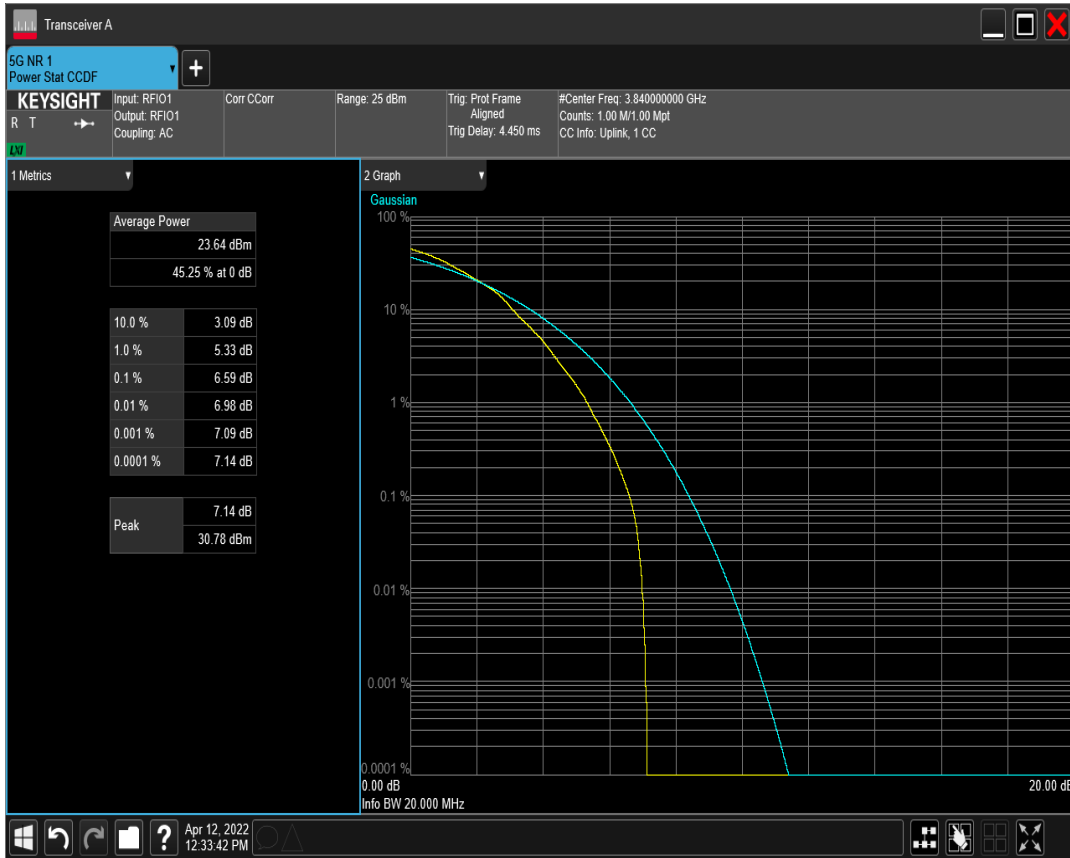 Transceiver A
5G NR 1
Power Stat CCDF
KEYSIGHT
R T
LXI
Input: RFIO1
Output: RFIO1
Coupling: AC
Corr CCorr
Range: 25 dBm
Trig: Prot Frame
Aligned
Trig Delay: 4.450 ms
#Center Freq: 3.840000000 GHz
Counts: 1.00 M/1.00 Mpt
CC Info: Uplink, 1 CC
1 Metrics
Average Power
23.64 dBm
45.25 % at 0 dB
10.0 % 3.09 dB
1.0 % 5.33 dB
0.1 % 6.59 dB
0.01 % 6.98 dB
0.001 % 7.09 dB
0.0001 % 7.14 dB
Peak
7.14 dB
30.78 dBm
2 Graph
Gaussian
100 %
10 %
1 %
0.1 %
0.01 %
0.001 %
0.0001 %
0.00 dB
20.00 dB
Info BW 20.000 MHz
?
Apr 12, 2022
12:33:42 PM